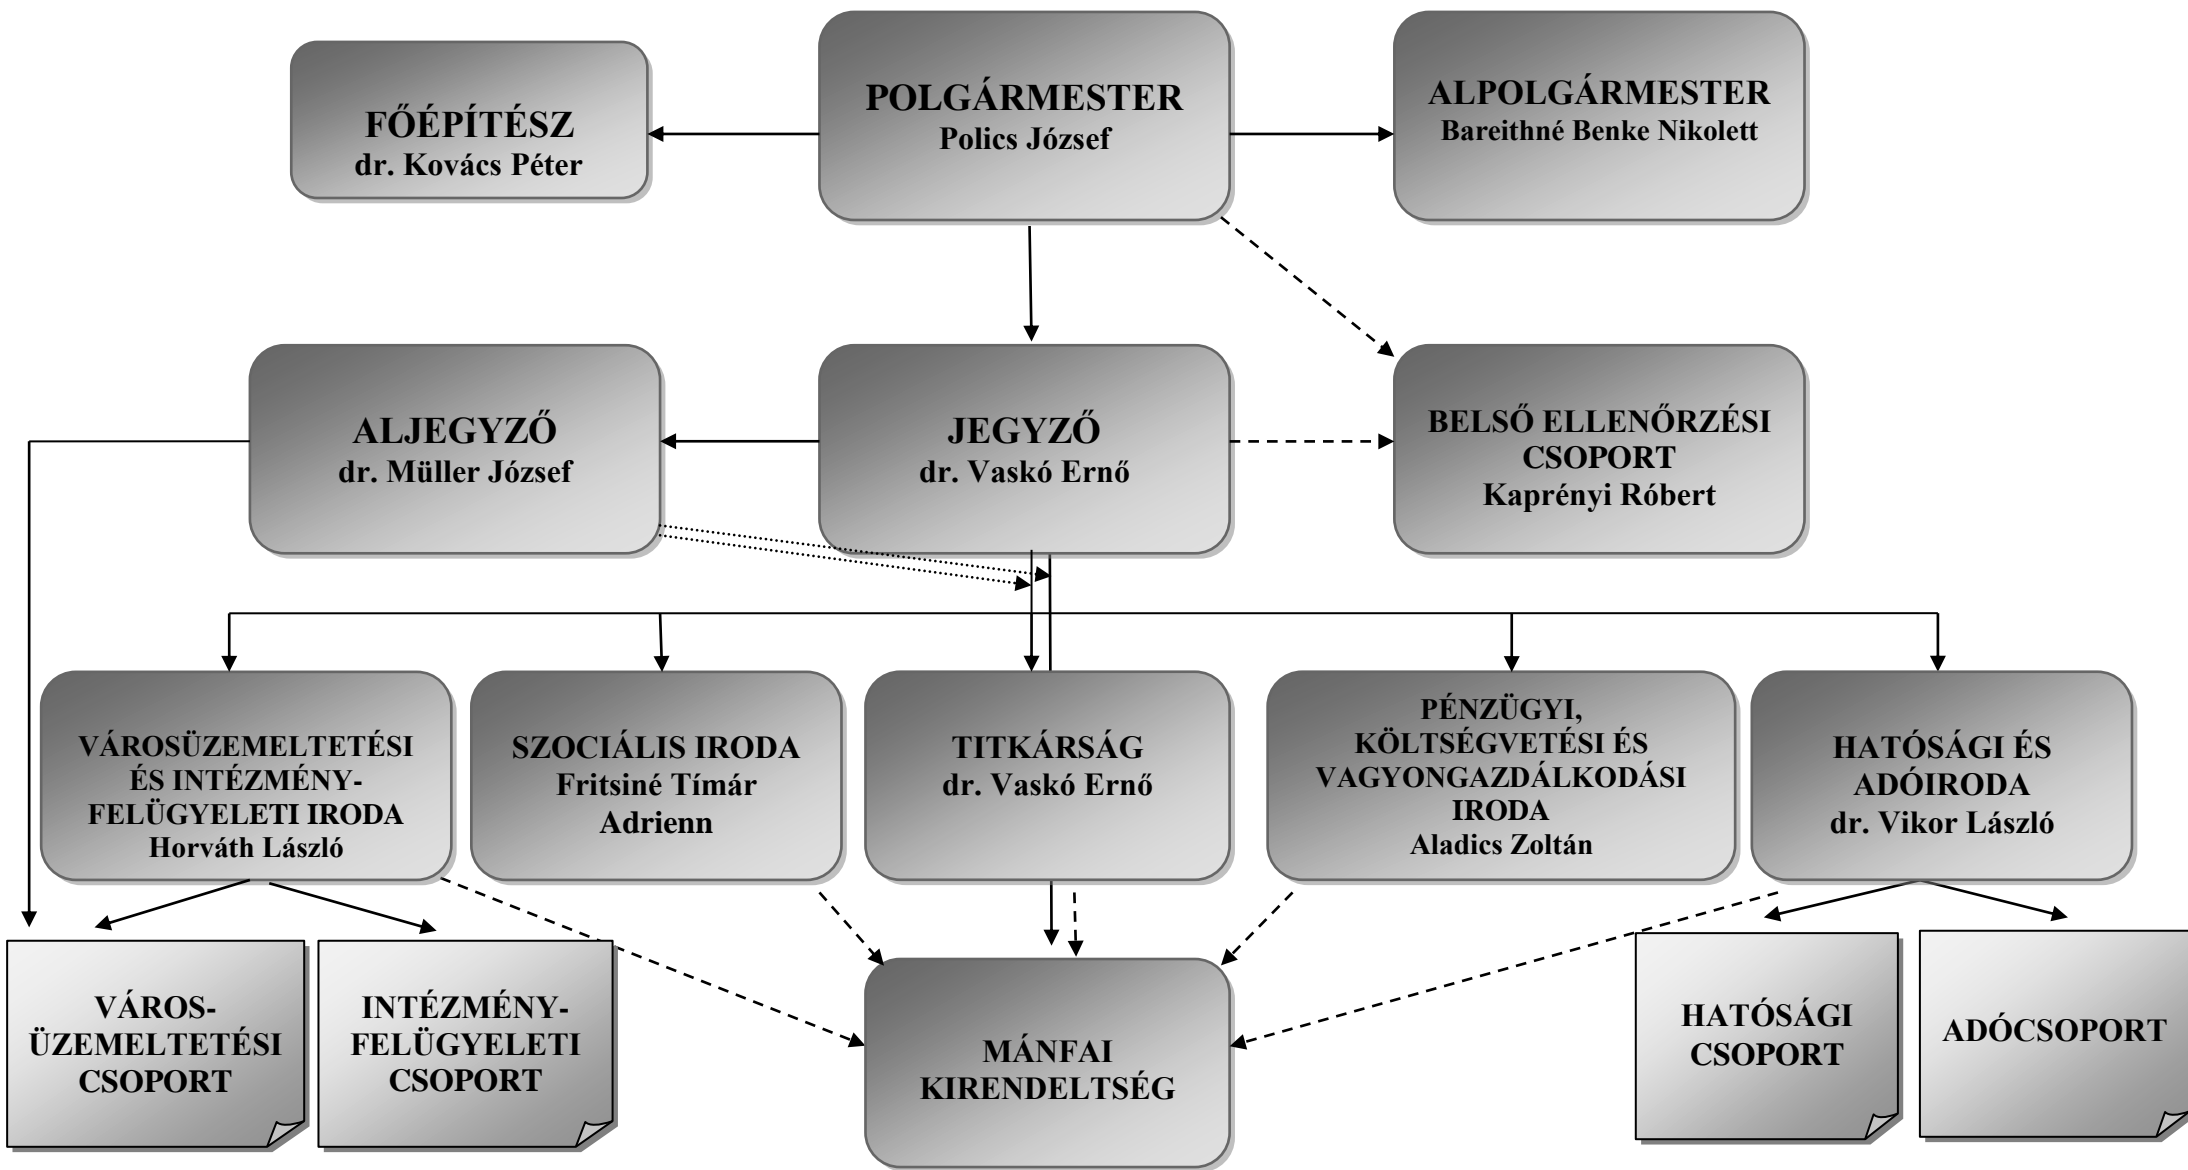 FŐÉPÍTÉSZ
dr. Kovács Péter
POLGÁRMESTER
Polics József
ALPOLGÁRMESTER
Bareithné Benke Nikolett
ALJEGYZŐ
dr. Müller József
JEGYZŐ
dr. Vaskó Ernő
BELSŐ ELLENŐRZÉSI
CSOPORT
Kaprényi Róbert
VÁROSÜZEMELTETÉSI
ÉS INTÉZMÉNY-
FELÜGYELETI IRODA
Horváth László
SZOCIÁLIS IRODA
Fritsiné Tímár
Adrienn
TITKÁRSÁG
dr. Vaskó Ernő
PÉNZÜGYI,
KÖLTSÉGVETÉSI ÉS
VAGYONGAZDÁLKODÁSI
IRODA
Aladics Zoltán
HATÓSÁGI ÉS
ADÓIRODA
dr. Vikor László
VÁROS-
ÜZEMELTETÉSI
CSOPORT
INTÉZMÉNY-
FELÜGYELETI
CSOPORT
MÁNFAI
KIRENDELTSÉG
HATÓSÁGI
CSOPORT
ADÓCSOPORT